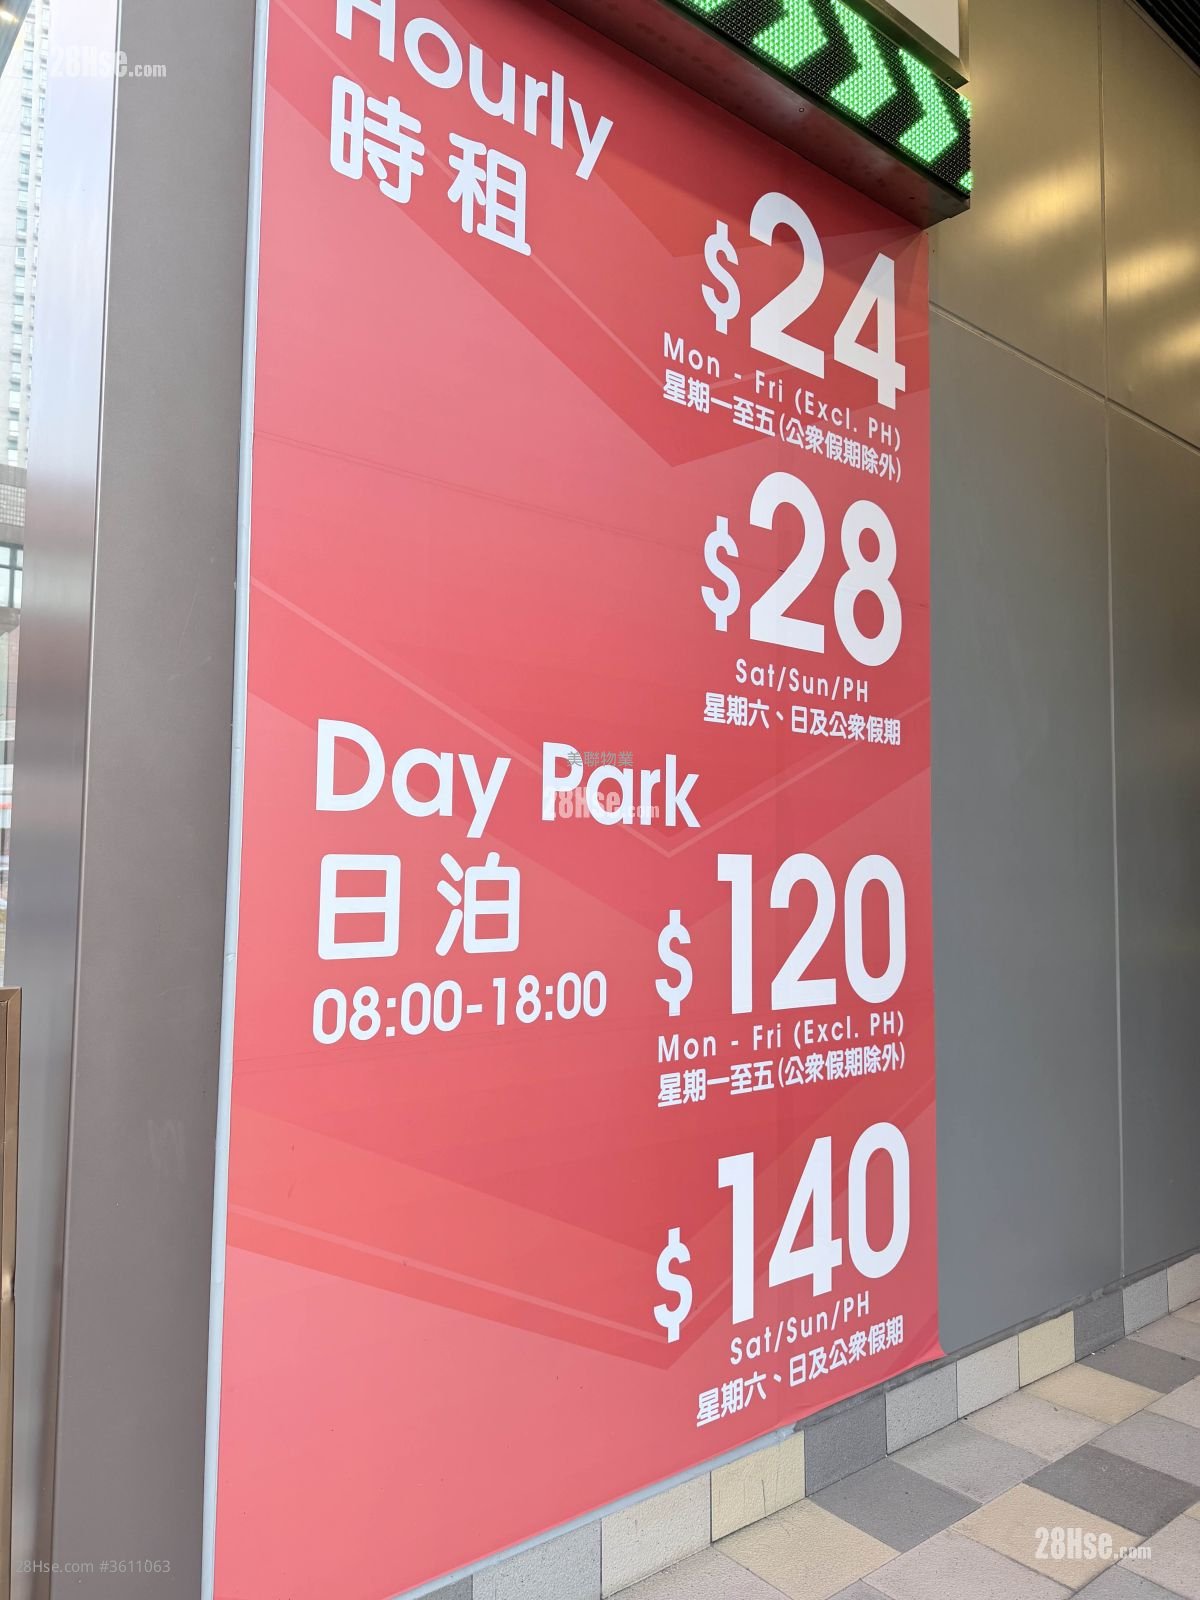 28Hse.com
Hourly
時租
$24
Mon - Fri (Excl. PH)
星期一至五(公衆假期除外)
$28
Sat/Sun/PH
星期六、日及公衆假期
Day Park
美聯物業
28Hse.com
日泊
08:00-18:00
$120
Mon - Fri (Excl. PH)
星期一至五(公衆假期除外)
$140
Sat/Sun/PH
星期六、日及公衆假期
28Hse.com #3611063
28Hse.com